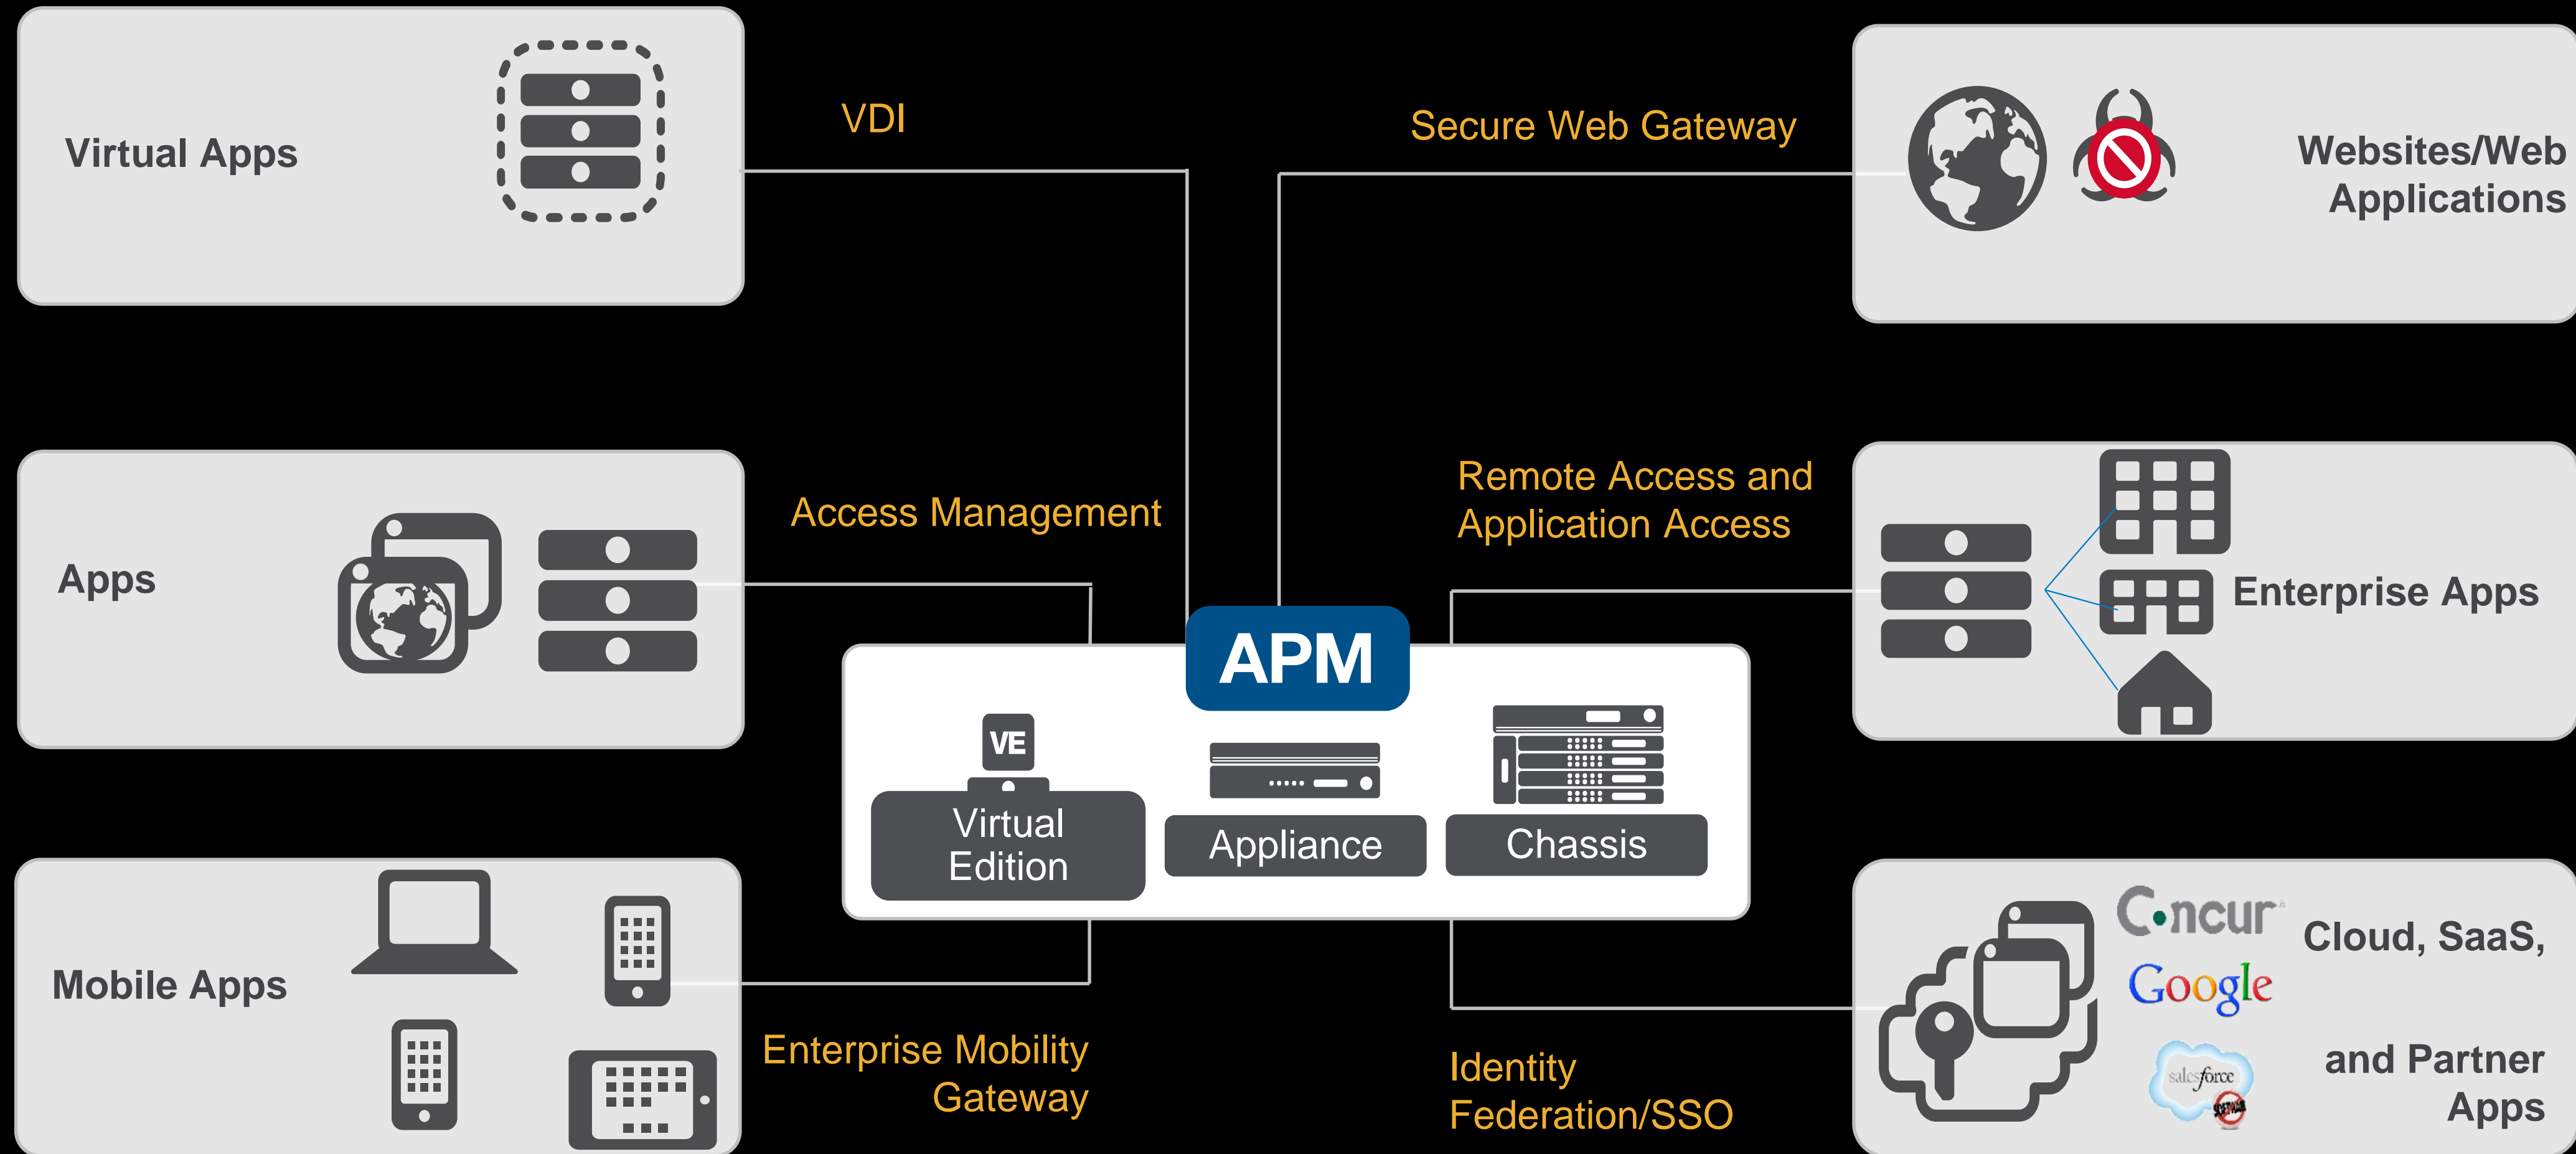 Virtual Apps
VDI
Secure Web Gateway
Websites/Web
Applications
Apps
Access Management
Remote Access and
Application Access
Enterprise Apps
APM
VE
Virtual
Edition
Appliance
Chassis
Mobile Apps
Enterprise Mobility
Gateway
Identity
Federation/SSO
Concur
Google
salesforce
SOFTWARE
Cloud, SaaS,
and Partner
Apps